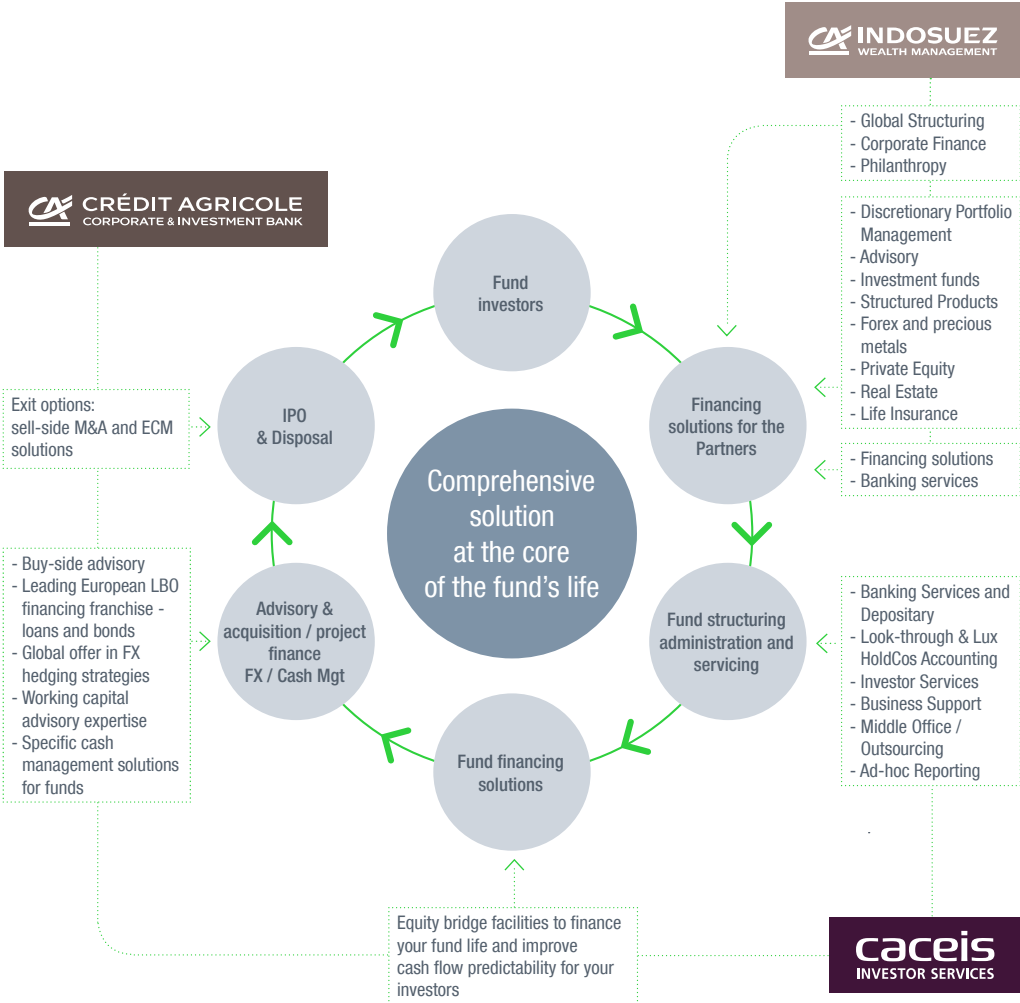 CA INDOSUEZ
WEALTH MANAGEMENT
- Global Structuring
- Corporate Finance
- Philanthropy
- Discretionary Portfolio
Management
- Advisory
- Investment funds
- Structured Products
- Forex and precious
metals
- Private Equity
- Real Estate
- Life Insurance
- Financing solutions
- Banking services
CA CRÉDIT AGRICOLE
CORPORATE & INVESTMENT BANK
Exit options:
sell-side M&A and ECM
solutions
- Buy-side advisory
- Leading European LBO
financing franchise -
loans and bonds
- Global offer in FX
hedging strategies
- Working capital
advisory expertise
- Specific cash
management solutions
for funds
Fund
investors
Financing
solutions for the
Partners
Fund structuring
administration and
servicing
Fund financing
solutions
Advisory &
acquisition / project
finance
FX / Cash Mgt
IPO
& Disposal
Comprehensive
solution
at the core
of the fund's life
- Banking Services and
Depositary
- Look-through & Lux
HoldCos Accounting
- Investor Services
- Business Support
- Middle Office /
Outsourcing
- Ad-hoc Reporting
.
Equity bridge facilities to finance
your fund life and improve
cash flow predictability for your
investors
caceis
INVESTOR SERVICES